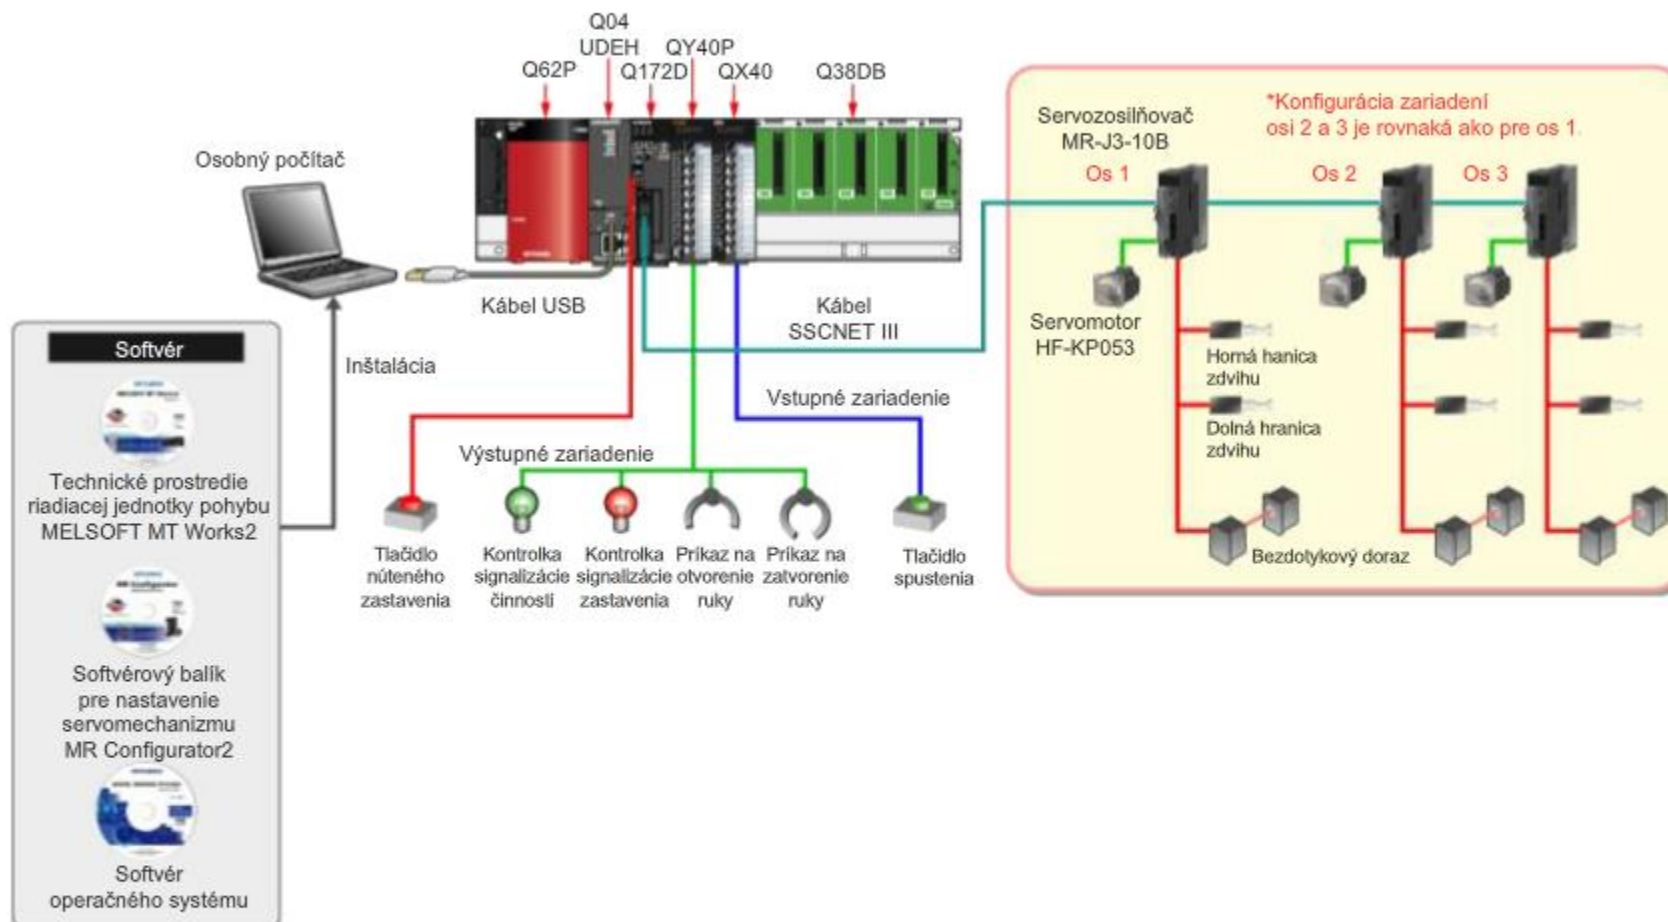 Q04
UDEH
QY40P
Q62P
Q172D
QX40
Q38DB
Osobný počítač
Kábel USB
Kábel
SSCNET III
Inštalácia
Softvér
Technické prostredie
riadiacej jednotky pohybu
MELSOFT MT Works2
Softvérový balík
pre nastavenie
servomechanizmu
MR Configurator2
Softvér
operačného systému
Výstupné zariadenie
Vstupné zariadenie
Tlačidlo
núteného
zastavenia
Kontrolka
signalizácie
činnosti
Kontrolka
signalizácie
zastavenia
Príkaz na
otvorenie
ruky
Príkaz na
zatvorenie
ruky
Tlačidlo
spustenia
Servozosilňovač
MR-J3-10B
*Konfigurácia zariadení
osi 2 a 3 je rovnaká ako pre os 1.
Os 1
Os 2
Os 3
Servomotor
HF-KP053
Horná hanica
zdvihu
Dolná hranica
zdvihu
Bezdotykový doraz